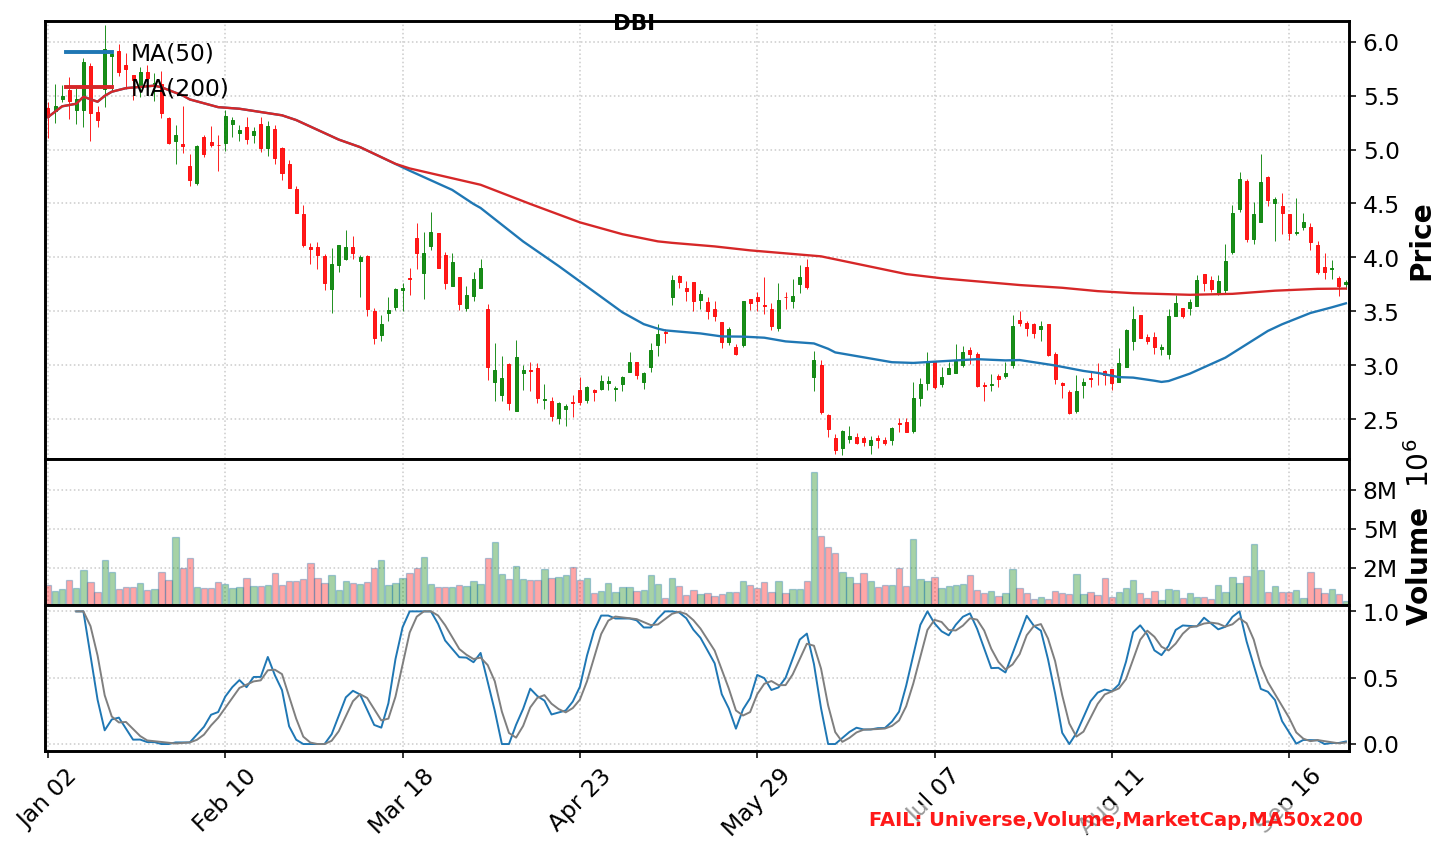 DBI
MA(50)
MA(200)
6.0
5.5
5.0
4.5
4.0
3.5
3.0
2.5
Price
8M
5M
2M
Volume 10^6
1.0
0.5
0.0
Jan 02
Feb 10
Mar 18
Apr 23
May 29
Jul 07
Aug 11
Sep 16
FAIL: Universe,Volume,MarketCap,MA50x200